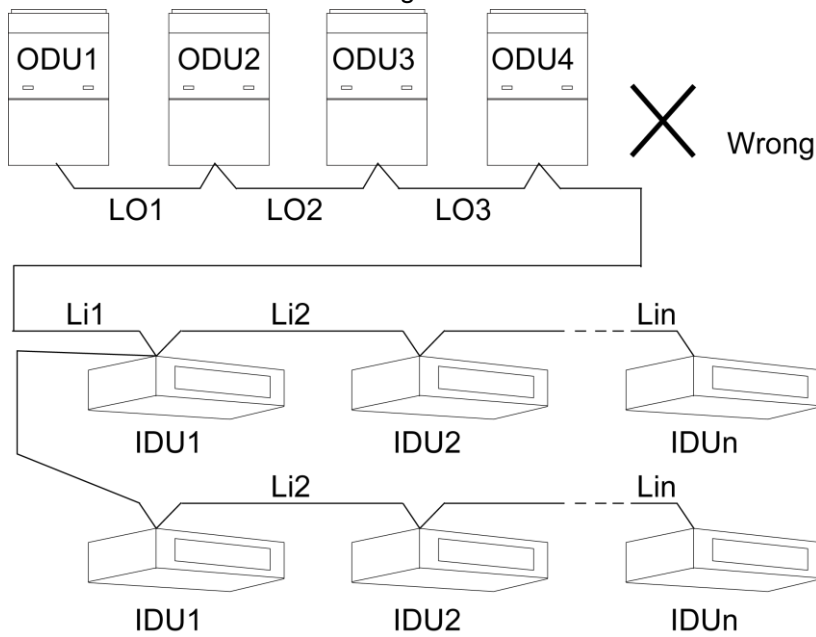 ODU1 ODU2 ODU3 ODU4
Wrong
LO1 LO2 LO3
Li1 Li2 Lin
IDU1 IDU2 IDUn
Li2 Lin
IDU1 IDU2 IDUn